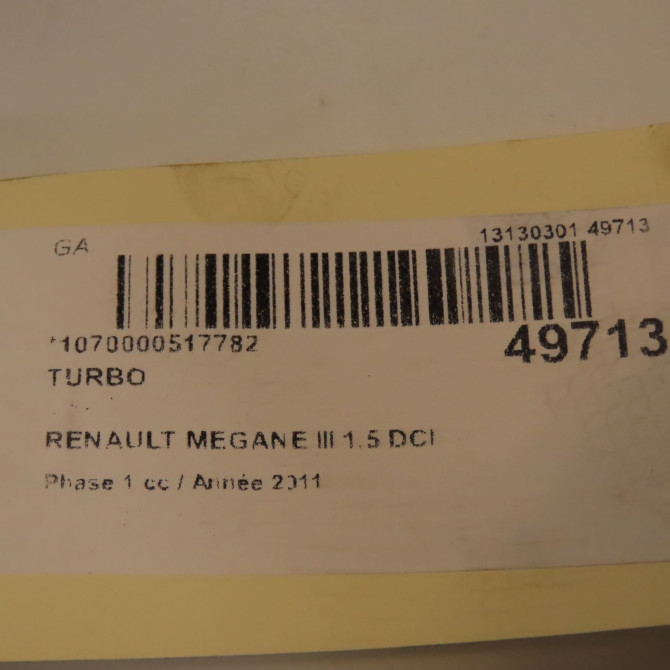 GA
13130301 49713
*1070000517782
49713
TURBO
RENAULT MEGANE III 1.5 DCI
Phase 1 cc / Année 2011